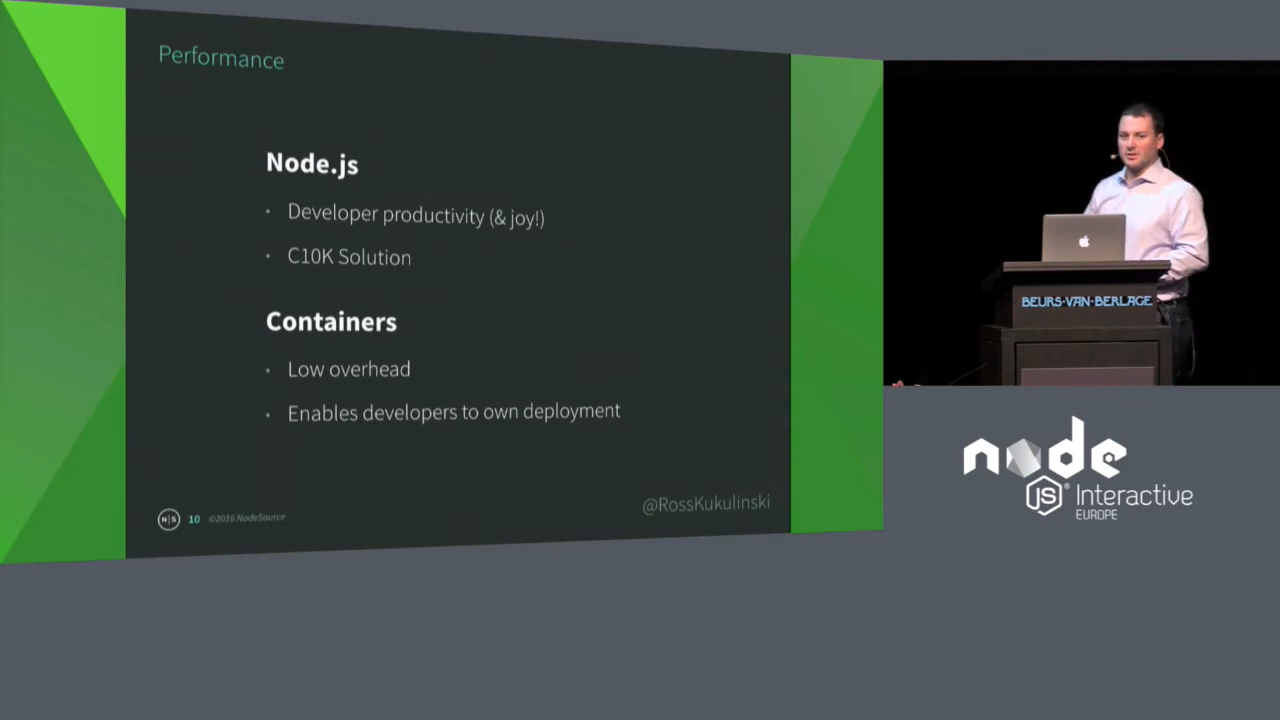 Performance
Node.js
· Developer productivity (& joy!)
· C10K Solution
Containers
· Low overhead
· Enables developers to own deployment
N|S 10 ©2016 NodeSource
@RossKukulinski
BEURS-VAN-BERLAGE
node
JS® Interactive
EUROPE